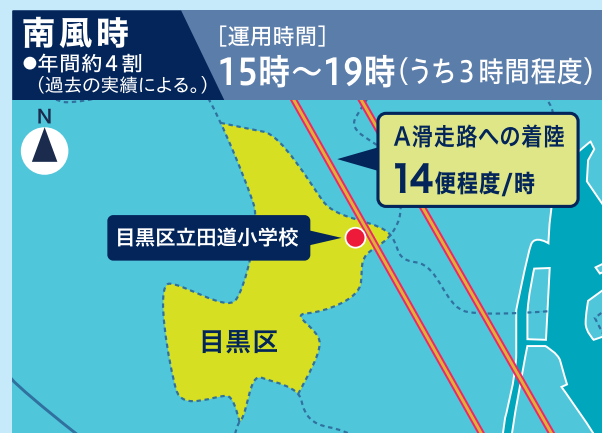 南風時
●年間約4割
（過去の実績による。）
［運用時間］
15時～19時（うち3時間程度）
N
A滑走路への着陸
14便程度/時
目黒区立田道小学校
目黒区